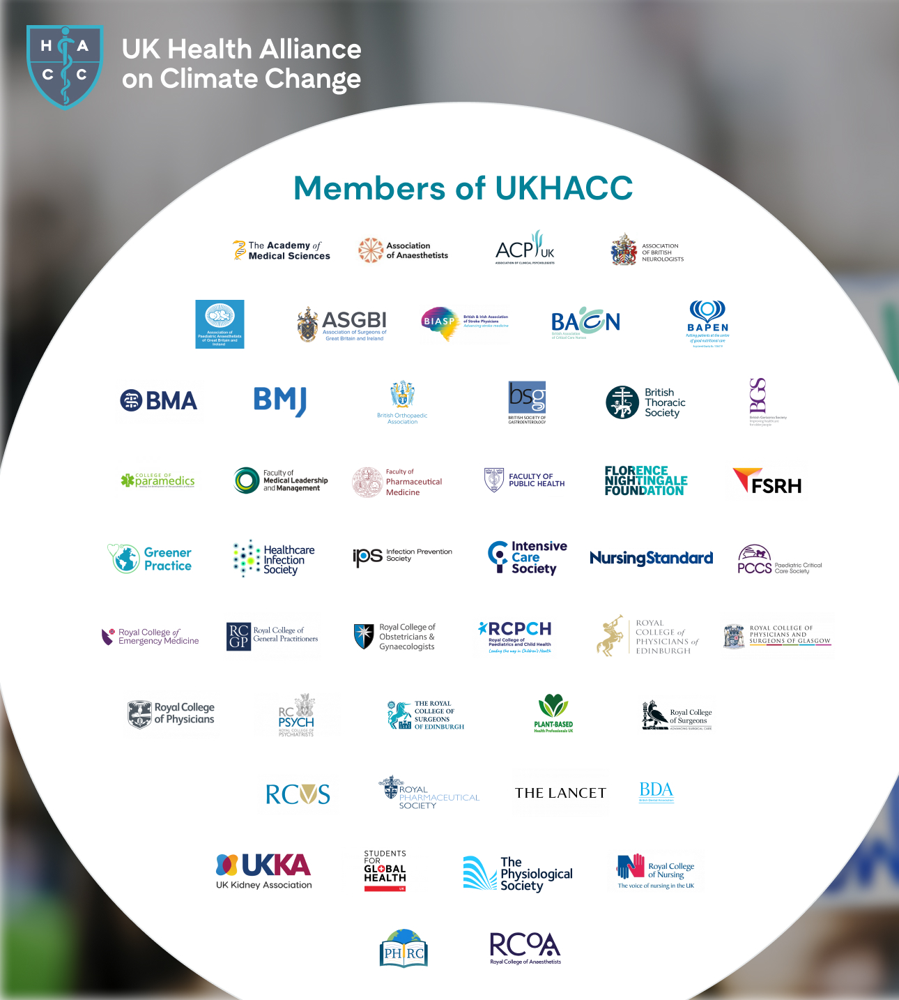 H A
C C
UK Health Alliance
on Climate Change
Members of UKHACC
The Academy of
Medical Sciences
Association
of Anaesthetists
ACP UK
ASSOCIATION OF CLINICAL PSYCHOLOGISTS
ASSOCIATION
OF BRITISH
NEUROLOGISTS
Association of
Paediatric Anaesthetists
of Great Britain and
Ireland
ASGBI
Association of Surgeons of
Great Britain and Ireland
BIASP
British & Irish Association
of Stroke Physicians
Advancing stroke medicine
BACCN
British Association
of Critical Care Nurses
BAPEN
Putting patients at the centre
of good nutritional care
BMA
BMJ
British Orthopaedic
Association
bsg
BRITISH SOCIETY OF
GASTROENTEROLOGY
British
Thoracic
Society
BGS
British Geriatrics Society
Improving healthcare
for older people
COLLEGE OF
paramedics
Faculty of
Medical Leadership
and Management
Faculty of
Pharmaceutical
Medicine
FACULTY OF
PUBLIC HEALTH
FLORENCE
NIGHTINGALE
FOUNDATION
FSRH
Greener
Practice
Healthcare
Infection
Society
ips
Infection Prevention
Society
Intensive
Care
Society
NursingStandard
PCCS
Paediatric Critical
Care Society
Royal College of
Emergency Medicine
RC
GP
Royal College of
General Practitioners
Royal College of
Obstetricians &
Gynaecologists
RCPCH
Royal College of
Paediatrics and Child Health
Leading the way in Children's Health
ROYAL
COLLEGE of
PHYSICIANS of
EDINBURGH
ROYAL COLLEGE OF
PHYSICIANS AND
SURGEONS OF GLASGOW
Royal College
of Physicians
RC
PSYCH
ROYAL COLLEGE OF
PSYCHIATRISTS
THE ROYAL
COLLEGE OF
SURGEONS
OF EDINBURGH
PLANT-BASED
Health Professionals UK
Royal College
of Surgeons
ADVANCING SURGICAL CARE
RCVS
ROYAL
PHARMACEUTICAL
SOCIETY
THE LANCET
BDA
British Dental Association
UKKA
UK Kidney Association
STUDENTS
FOR
GLOBAL
HEALTH
UK
The
Physiological
Society
Royal College
of Nursing
The voice of nursing in the UK
PH RC
RCOA
Royal College of Anaesthetists